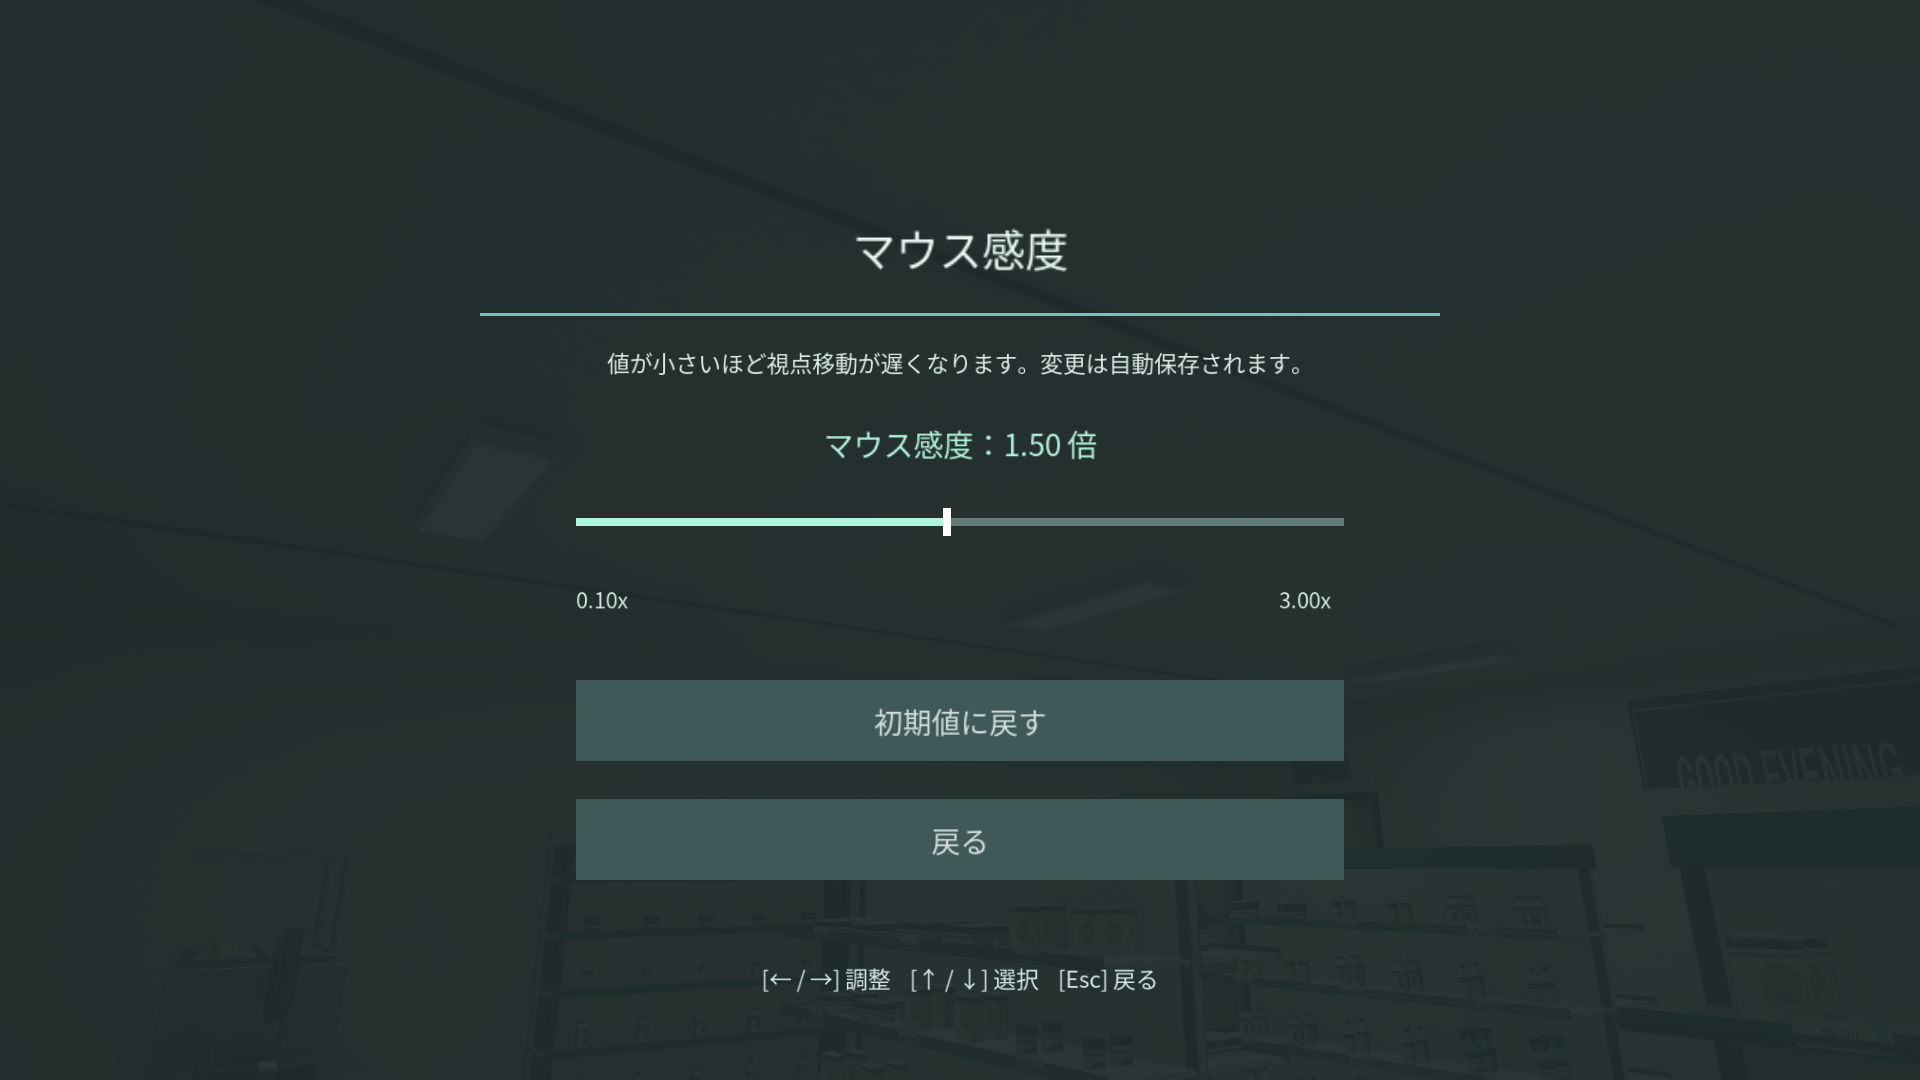 マウス感度
値が小さいほど視点移動が遅くなります。変更は自動保存されます。
マウス感度：1.50 倍
0.10x
3.00x
初期値に戻す
GOOD EVENING
戻る
[← / →] 調整 [↑ / ↓] 選択 [Esc] 戻る